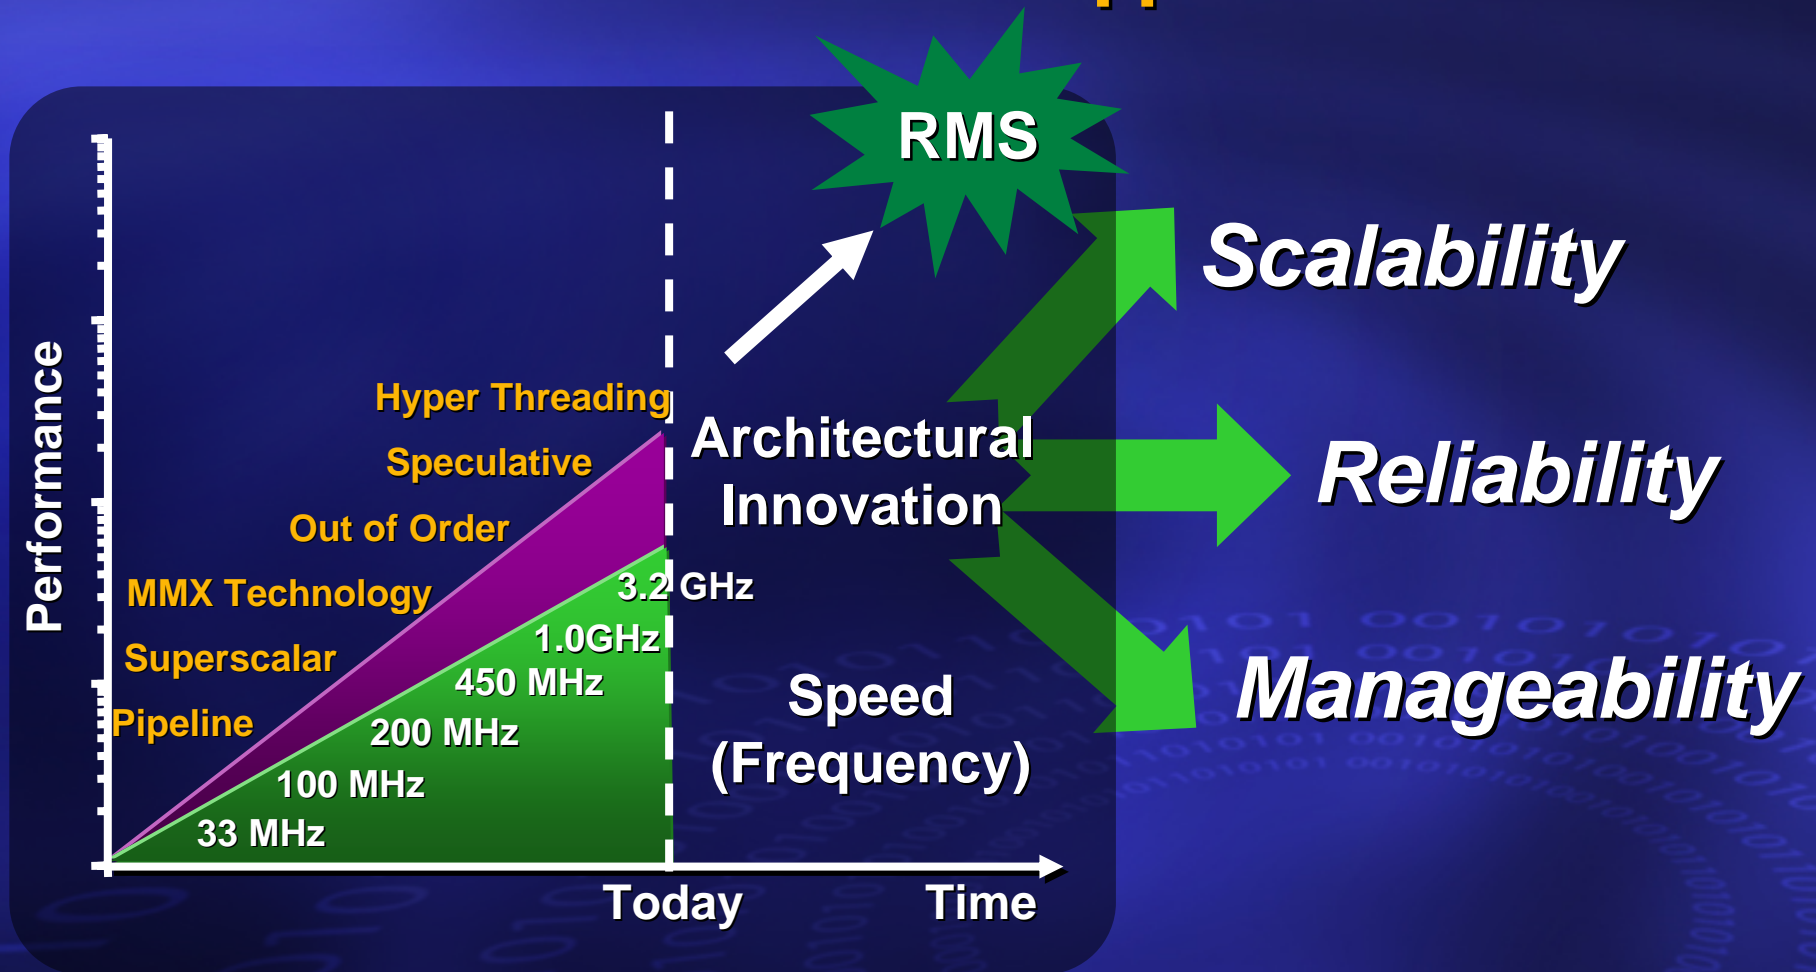 RMS
Scalability
Performance
Hyper Threading
Architectural
Innovation
Speculative
Reliability
Out of Order
MMX Technology
3.2 GHz
1.0GHz
Superscalar
450 MHz
Speed
(Frequency)
Manageability
Pipeline
200 MHz
100 MHz
33 MHz
Today
Time